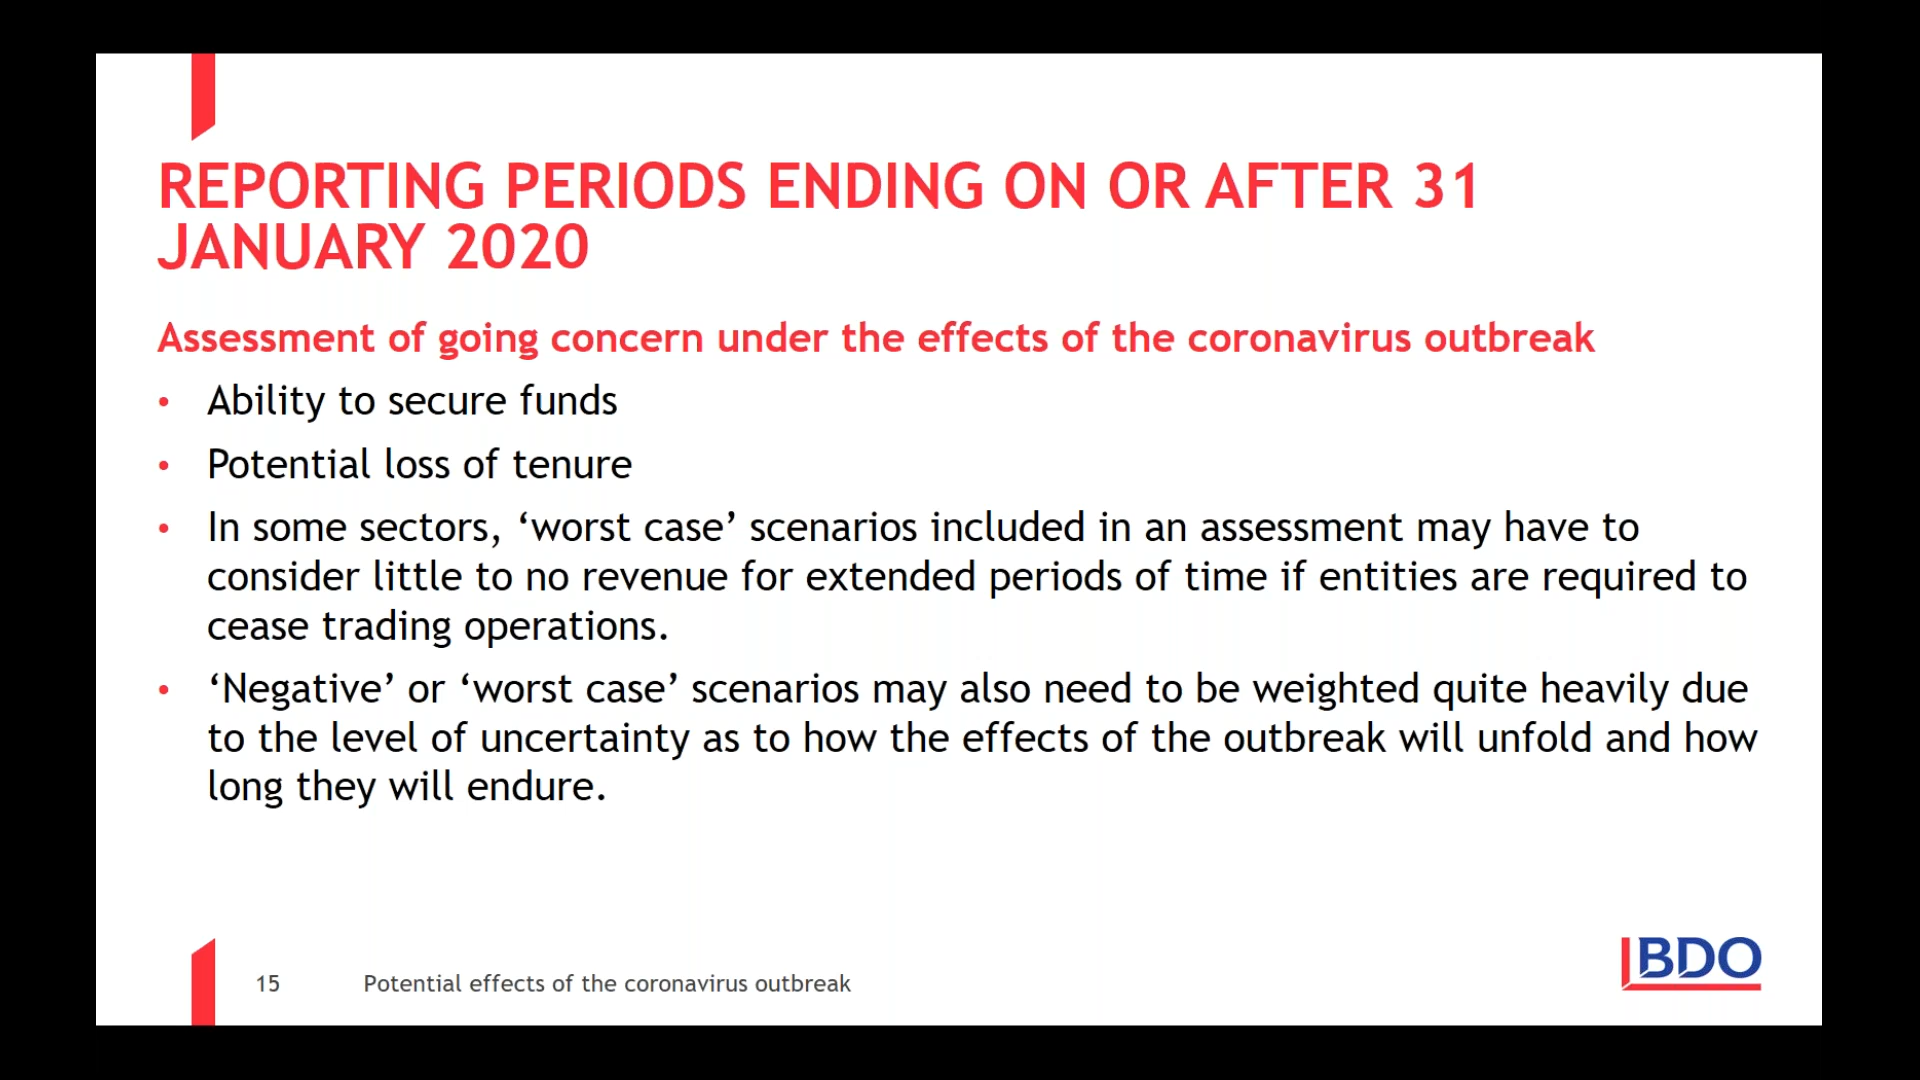 REPORTING PERIODS ENDING ON OR AFTER 31
JANUARY 2020
Assessment of going concern under the effects of the coronavirus outbreak
• Ability to secure funds
• Potential loss of tenure
• In some sectors, ‘worst case’ scenarios included in an assessment may have to
consider little to no revenue for extended periods of time if entities are required to
cease trading operations.
• ‘Negative’ or ‘worst case’ scenarios may also need to be weighted quite heavily due
to the level of uncertainty as to how the effects of the outbreak will unfold and how
long they will endure.
15 Potential effects of the coronavirus outbreak
BDO